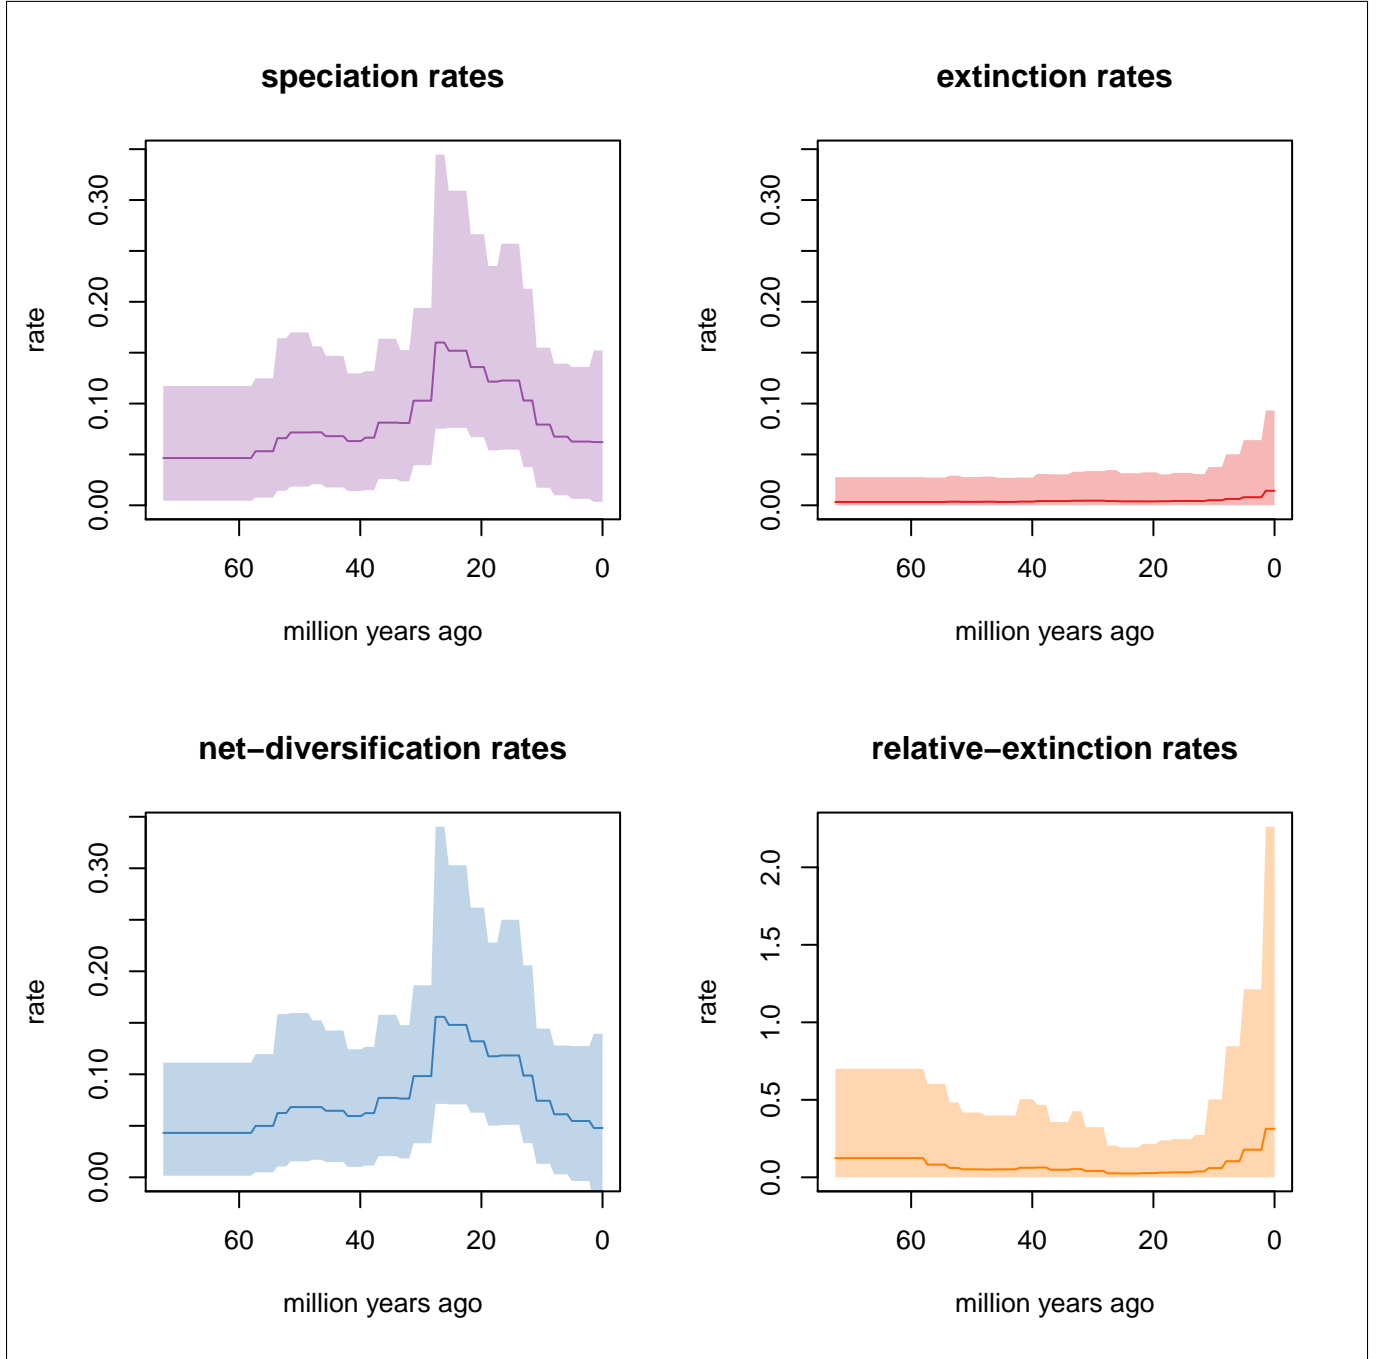 speciation rates
rate
0.00
0.10
0.20
0.30
60 40 20 0
million years ago
extinction rates
rate
0.00
0.10
0.20
0.30
60 40 20 0
million years ago
net−diversification rates
rate
0.00
0.10
0.20
0.30
60 40 20 0
million years ago
relative−extinction rates
rate
0.0
0.5
1.0
1.5
2.0
60 40 20 0
million years ago